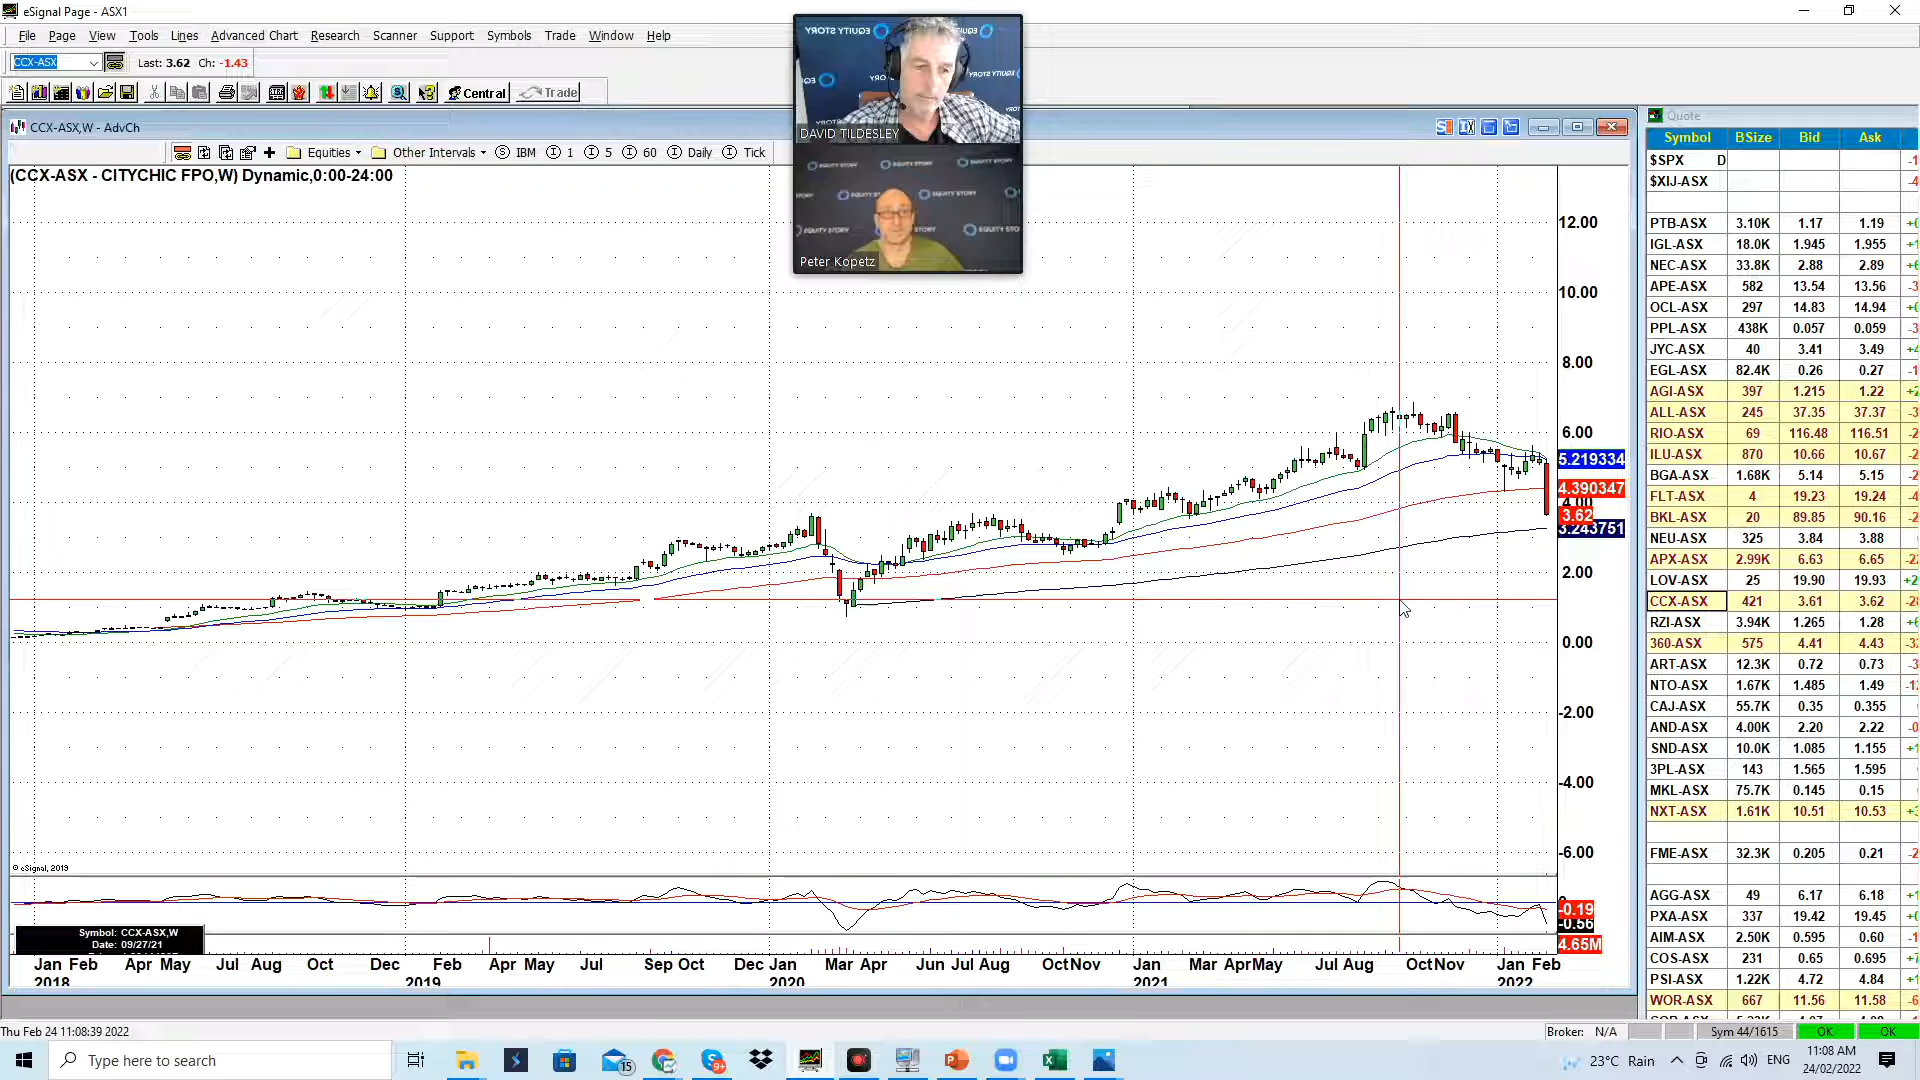 eSignal Page - ASX1
File Page View Tools Lines Advanced Chart Research Scanner Support Symbols Trade Window Help
CCX-ASX Last: 3.62 Ch: -1.43
Central Trade
CCX-ASX,W - AdvCh
Equities Other Intervals IBM 1 5 60 Daily Tick
(CCX-ASX - CITYCHIC FPO,W) Dynamic,0:00-24:00
EQUITY STORY
DAVID TILDESLEY
EQUITY STORY
Peter Kopetz
12.00
10.00
8.00
6.00
5.219334
4.390347
4.00
3.62
3.243751
2.00
0.00
-2.00
-4.00
-6.00
© eSignal, 2019
-0.19
-0.56
4.65M
Symbol: CCX-ASX,W
Date: 09/27/21
Jan Feb Apr May Jul Aug Oct Dec Feb Apr May Jul Sep Oct Dec Jan Mar Apr Jun Jul Aug Oct Nov Jan Mar Apr May Jul Aug Oct Nov Jan Feb
2018 2019 2020 2021 2022
Quote
Symbol BSize Bid Ask
$SPX D
$XIJ-ASX
PTB-ASX 3.10K 1.17 1.19
IGL-ASX 18.0K 1.945 1.955
NEC-ASX 33.8K 2.88 2.89
APE-ASX 582 13.54 13.56
OCL-ASX 297 14.83 14.94
PPL-ASX 438K 0.057 0.059
JYC-ASX 40 3.41 3.49
EGL-ASX 82.4K 0.26 0.27
AGI-ASX 397 1.215 1.22
ALL-ASX 245 37.35 37.37
RIO-ASX 69 116.48 116.51
ILU-ASX 870 10.66 10.67
BGA-ASX 1.68K 5.14 5.15
FLT-ASX 4 19.23 19.24
BKL-ASX 20 89.85 90.16
NEU-ASX 325 3.84 3.88
APX-ASX 2.99K 6.63 6.65
LOV-ASX 25 19.90 19.93
CCX-ASX 421 3.61 3.62
RZI-ASX 3.94K 1.265 1.28
360-ASX 575 4.41 4.43
ART-ASX 12.3K 0.72 0.73
NTO-ASX 1.67K 1.485 1.49
CAJ-ASX 55.7K 0.35 0.355
AND-ASX 4.00K 2.20 2.22
SND-ASX 10.0K 1.085 1.155
3PL-ASX 143 1.565 1.595
MKL-ASX 75.7K 0.145 0.15
NXT-ASX 1.61K 10.51 10.53
FME-ASX 32.3K 0.205 0.21
AGG-ASX 49 6.17 6.18
PXA-ASX 337 19.42 19.45
AIM-ASX 2.50K 0.595 0.60
COS-ASX 231 0.65 0.695
PSI-ASX 1.22K 4.72 4.84
WOR-ASX 667 11.56 11.58
Thu Feb 24 11:08:39 2022
Broker: N/A Sym 44/1615 OK OK
Type here to search
15
9+
23°C Rain ENG
11:08 AM
24/02/2022